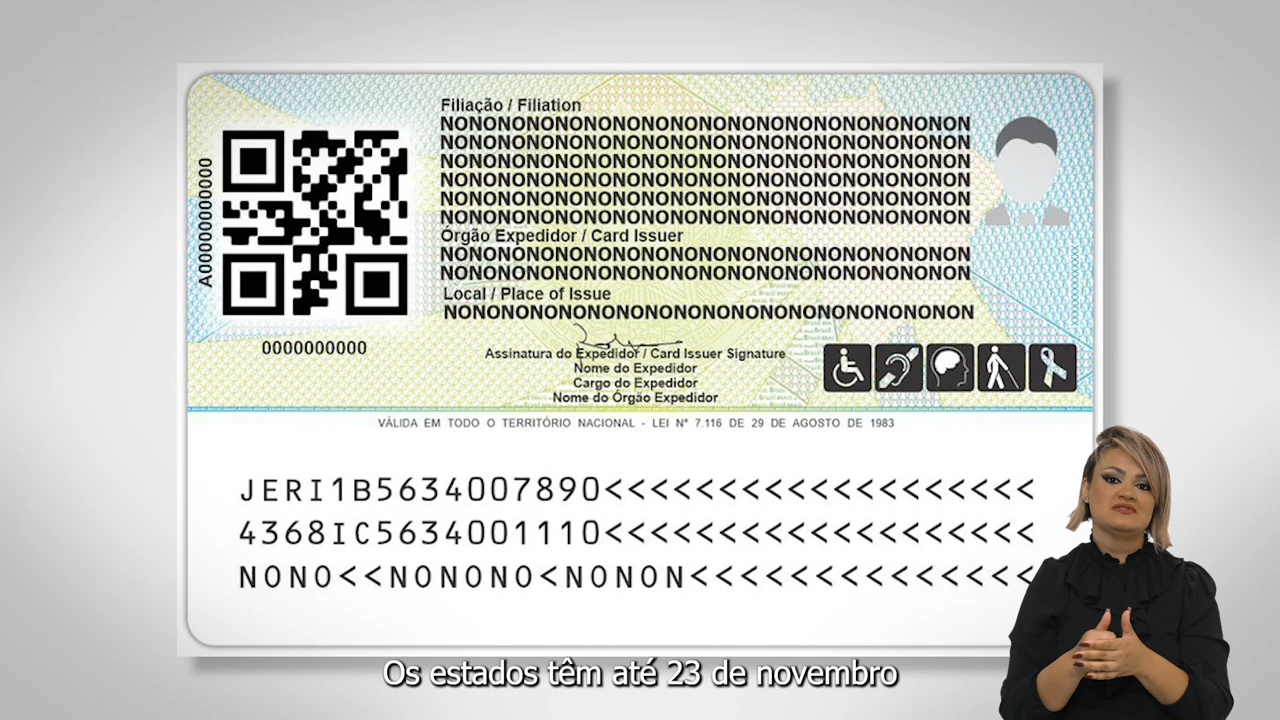 Filiação / Filiation
NONONONONONONONONONONONONONONONONONON
NONONONONONONONONONONONONONONONONONON
NONONONONONONONONONONONONONONONONONON
NONONONONONONONONONONONONONONONONONON
NONONONONONONONONONONONONONONONONONON
NONONONONONONONONONONONONONONONONONON
Órgão Expedidor / Card Issuer
NONONONONONONONONONONONONONONONONONON
NONONONONONONONONONONONONONONONONONON
Local / Place of Issue
NONONONONONONONONONONONONONONONONONON
A00000000000
0000000000
Assinatura do Expedidor / Card Issuer Signature
Nome do Expedidor
Cargo do Expedidor
Nome do Órgão Expedidor
VÁLIDA EM TODO O TERRITÓRIO NACIONAL - LEI Nº 7.116 DE 29 DE AGOSTO DE 1983
JERI1B5634007890<<<<<<<<<<<<<<<<<<<
4368IC5634001110<<<<<<<<<<<<<<<<<<<
NONO<<NONONO<NONON<<<<<<<<<<<<<<<
Os estados têm até 23 de novembro